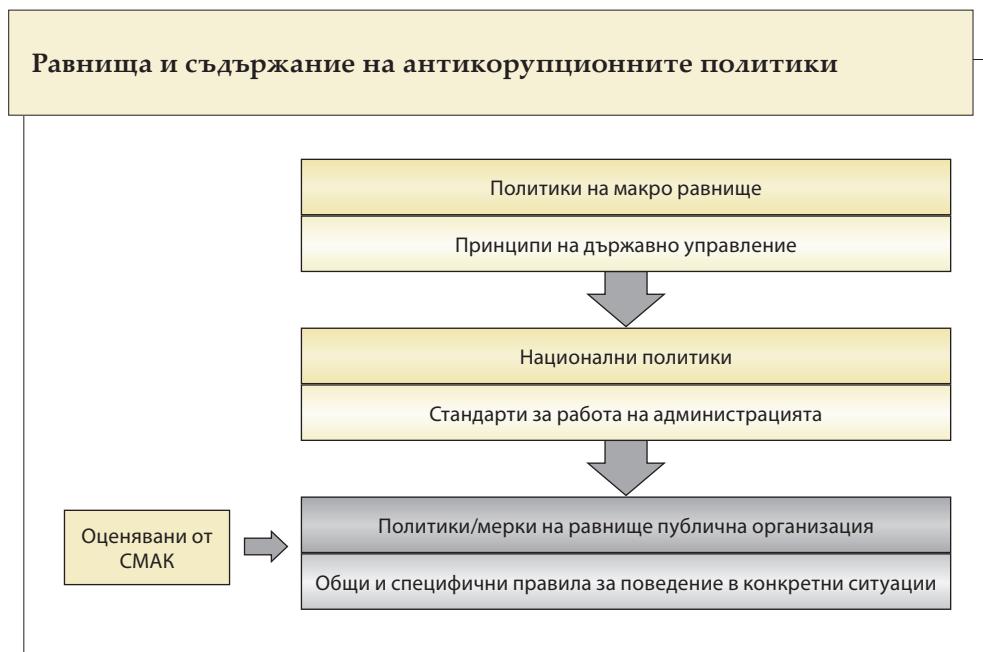 Равнища и съдържание на антикорупционните политики
Политики на макро равнище
Принципи на държавно управление
Национални политики
Стандарти за работа на администрацията
Оценявани от
СМАК
Политики/мерки на равнище публична организация
Общи и специфични правила за поведение в конкретни ситуации